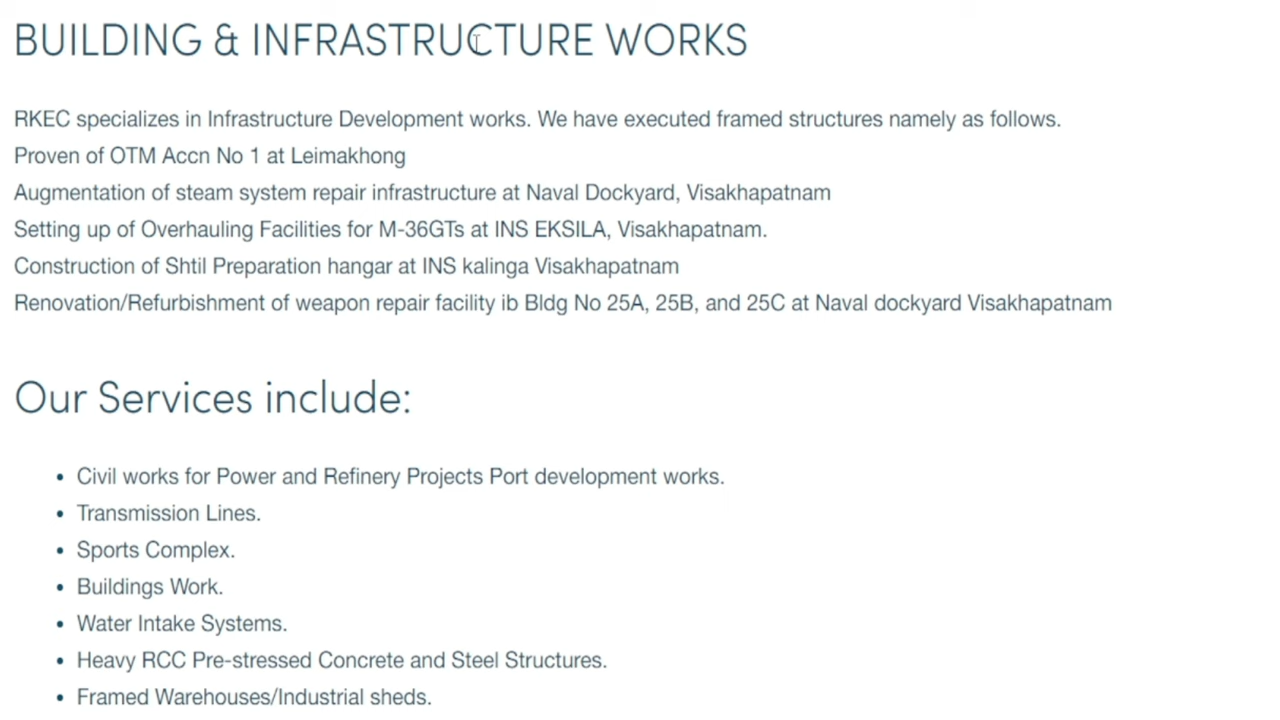 BUILDING & INFRASTRUCTURE WORKS
RKEC specializes in Infrastructure Development works. We have executed framed structures namely as follows.
Proven of OTM Accn No 1 at Leimakhong
Augmentation of steam system repair infrastructure at Naval Dockyard, Visakhapatnam
Setting up of Overhauling Facilities for M-36GTs at INS EKSILA, Visakhapatnam.
Construction of Shtil Preparation hangar at INS kalinga Visakhapatnam
Renovation/Refurbishment of weapon repair facility ib Bldg No 25A, 25B, and 25C at Naval dockyard Visakhapatnam
Our Services include:
• Civil works for Power and Refinery Projects Port development works.
• Transmission Lines.
• Sports Complex.
• Buildings Work.
• Water Intake Systems.
• Heavy RCC Pre-stressed Concrete and Steel Structures.
• Framed Warehouses/Industrial sheds.